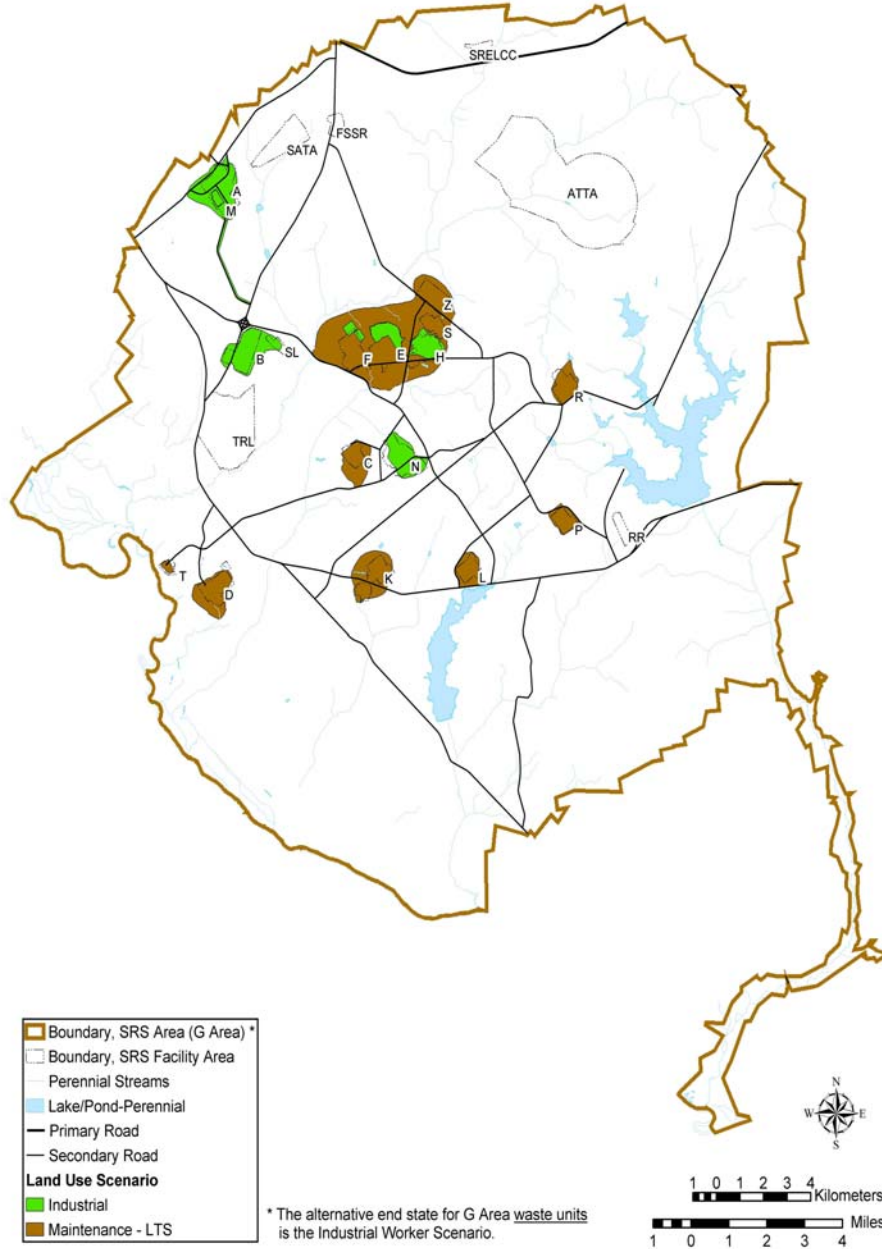 SRELCC
FSSR
SATA
ATTA
A
M
Z
S
E
H
F
SL
B
R
TRL
C
N
P
RR
T
D
K
L
Boundary, SRS Area (G Area) *
Boundary, SRS Facility Area
Perennial Streams
Lake/Pond-Perennial
Primary Road
Secondary Road
Land Use Scenario
Industrial
Maintenance - LTS
* The alternative end state for G Area waste units
is the Industrial Worker Scenario.
N
W E
S
1 0 1 2 3 4
Kilometers
Miles
1 0 1 2 3 4